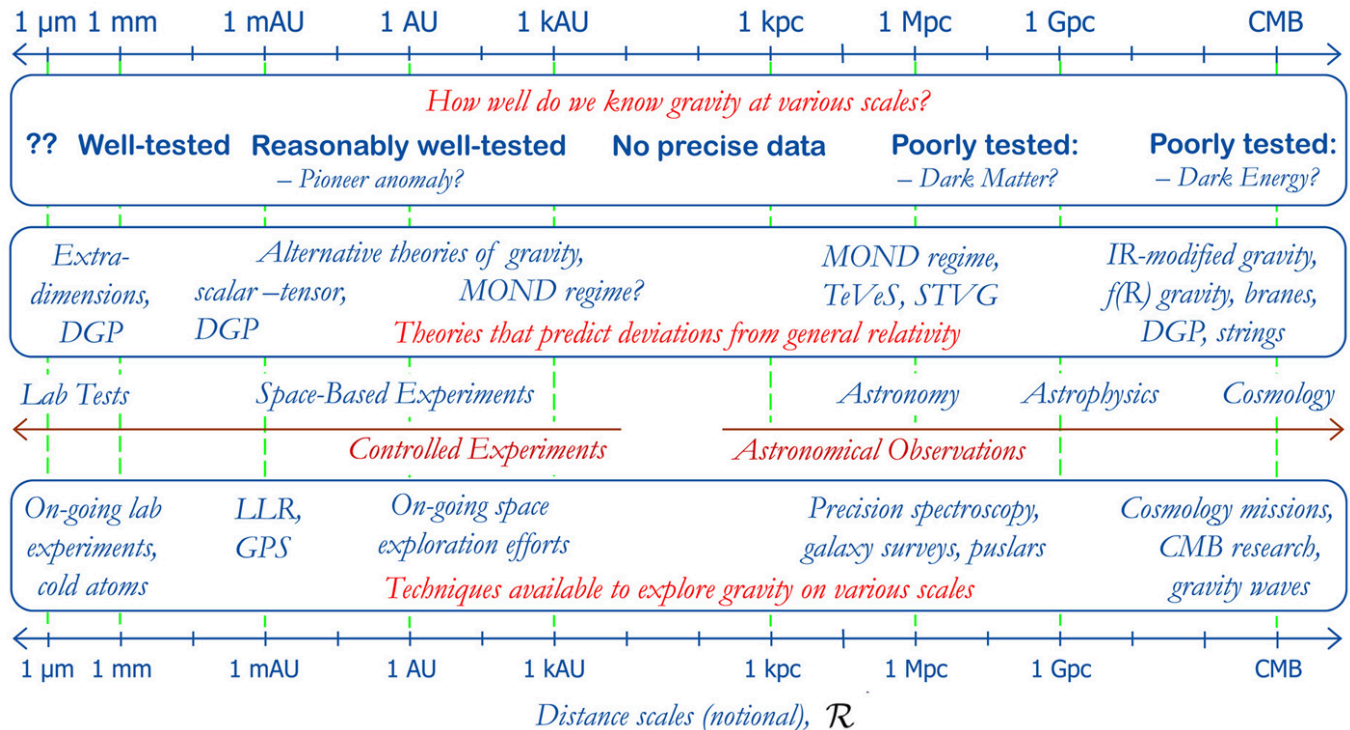 1 μm 1 mm 1 mAU 1 AU 1 kAU 1 kpc 1 Mpc 1 Gpc CMB
How well do we know gravity at various scales?
?? Well-tested Reasonably well-tested No precise data Poorly tested: Poorly tested:
– Pioneer anomaly? – Dark Matter? – Dark Energy?
Extra-
dimensions,
DGP
Alternative theories of gravity,
scalar –tensor, MOND regime?
DGP
MOND regime,
TeVeS, STVG
IR-modified gravity,
f(R) gravity, branes,
DGP, strings
Theories that predict deviations from general relativity
Lab Tests Space-Based Experiments Astronomy Astrophysics Cosmology
Controlled Experiments Astronomical Observations
On-going lab
experiments,
cold atoms
LLR,
GPS
On-going space
exploration efforts
Precision spectroscopy,
galaxy surveys, puslars
Cosmology missions,
CMB research,
gravity waves
Techniques available to explore gravity on various scales
1 μm 1 mm 1 mAU 1 AU 1 kAU 1 kpc 1 Mpc 1 Gpc CMB
Distance scales (notional), R